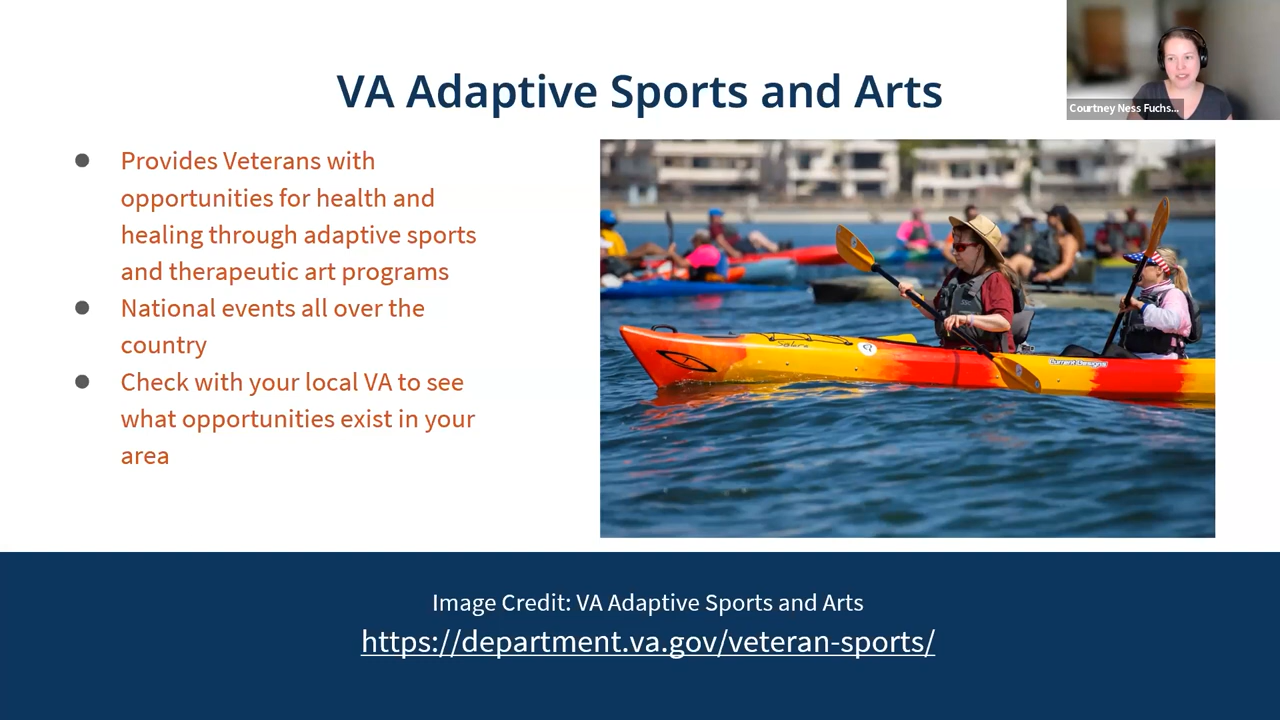 VA Adaptive Sports and Arts
Courtney Ness Fuchs...
Provides Veterans with
opportunities for health and
healing through adaptive sports
and therapeutic art programs
National events all over the
country
Check with your local VA to see
what opportunities exist in your
area
Current Designs
Image Credit: VA Adaptive Sports and Arts
https://department.va.gov/veteran-sports/